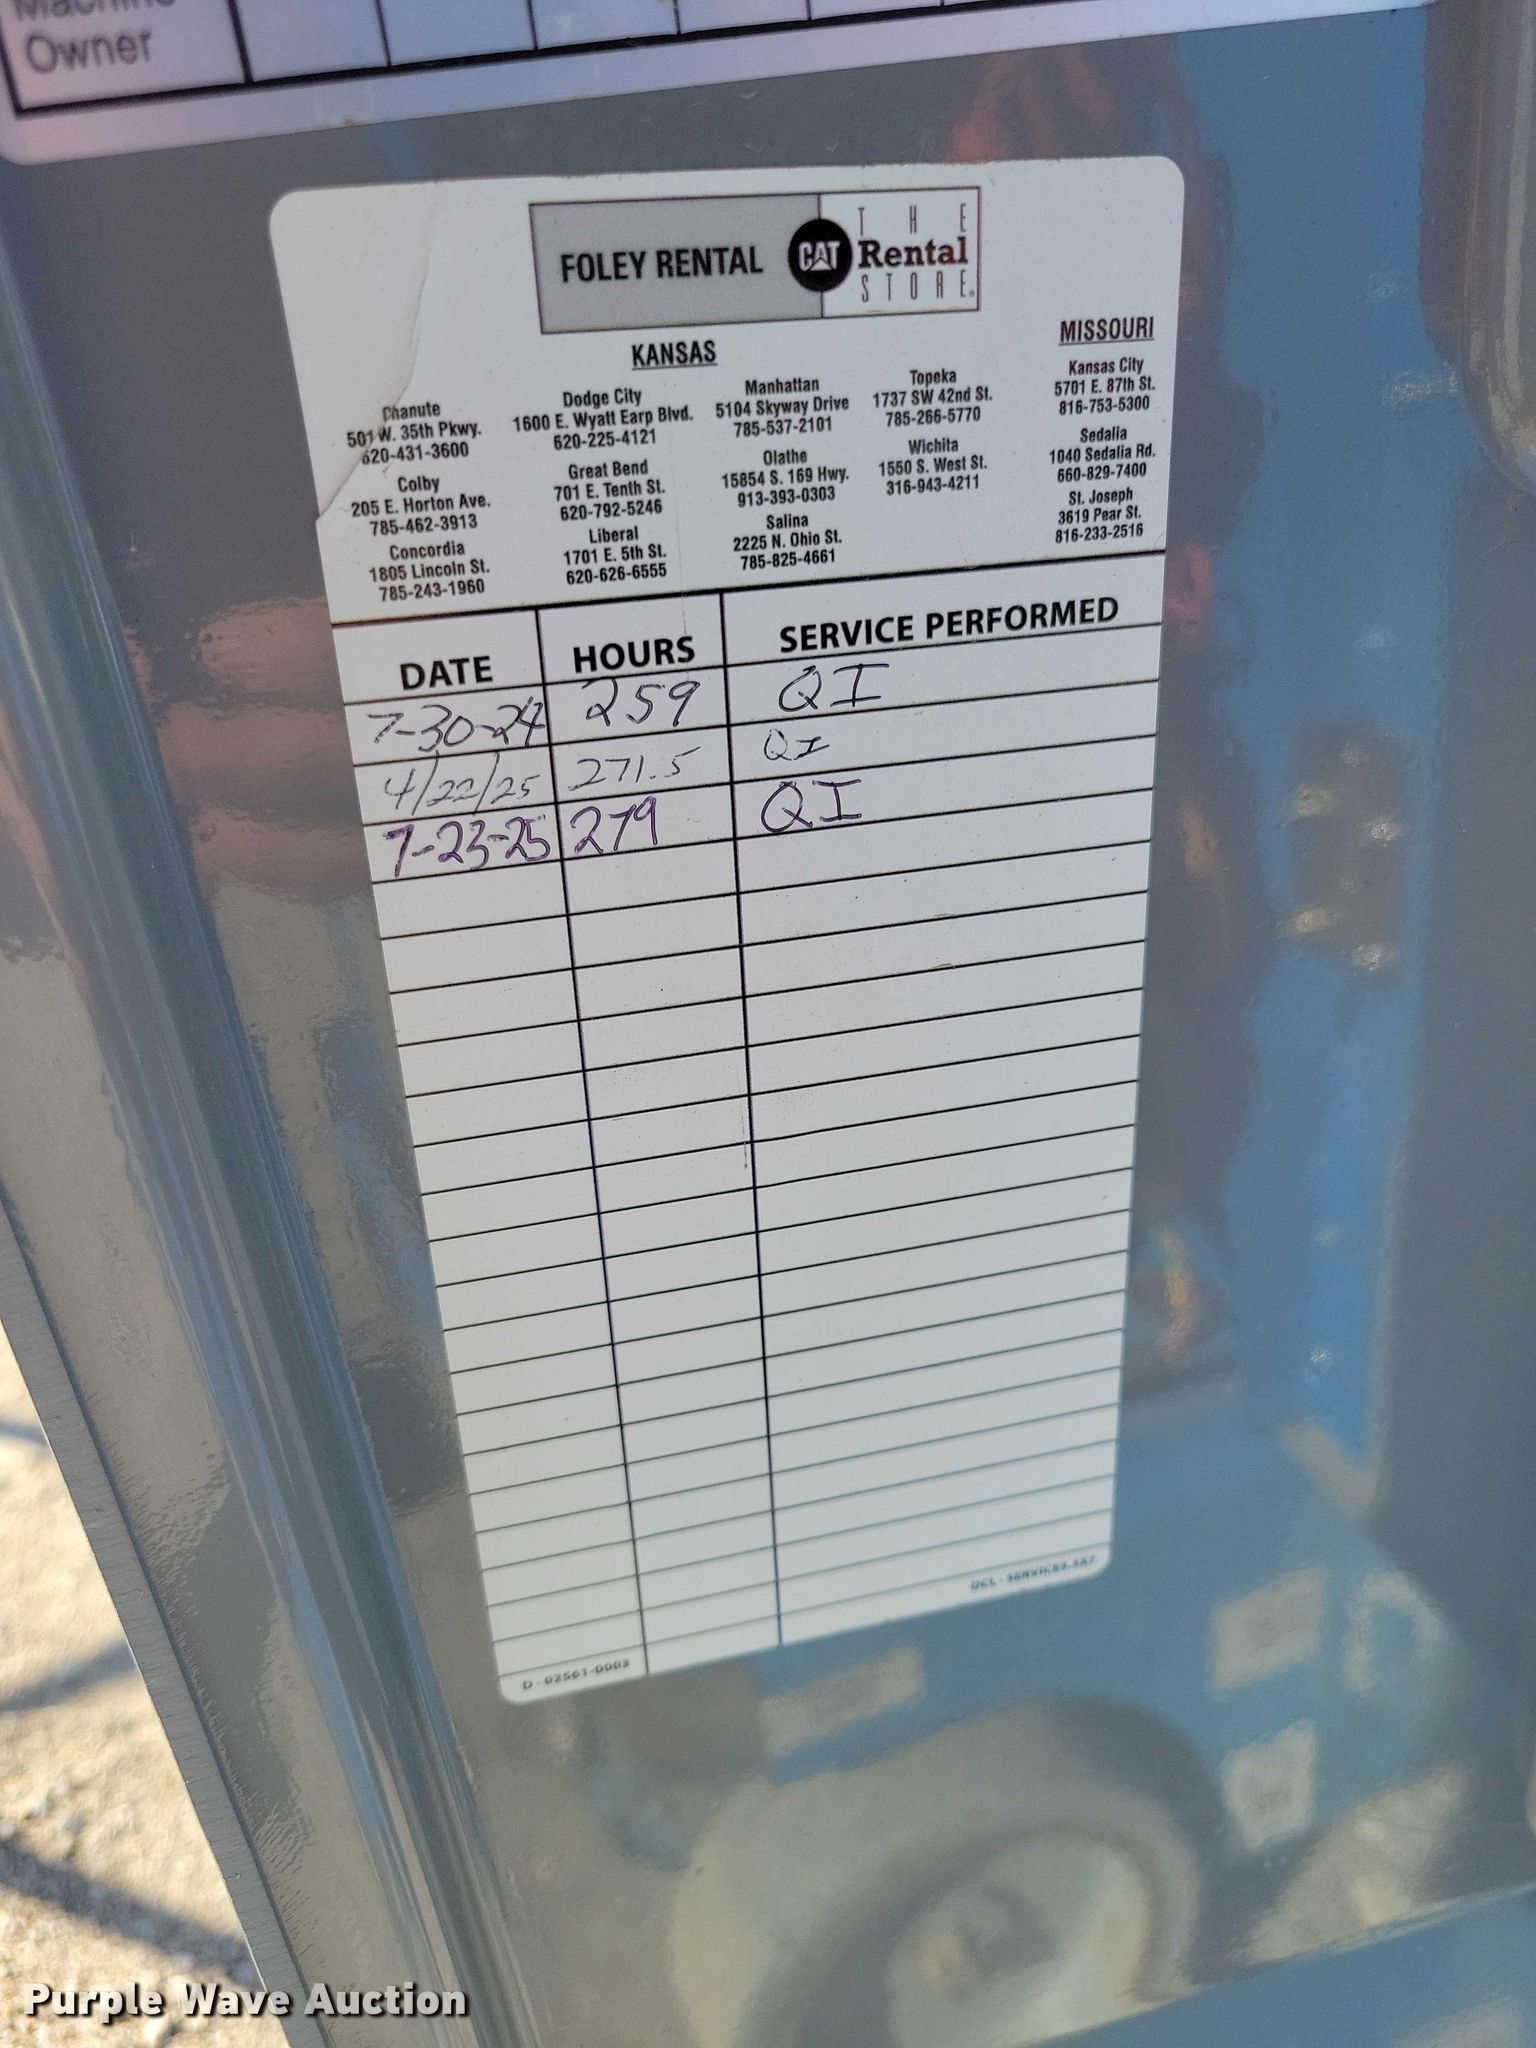 Machine
Owner
FOLEY RENTAL
CAT
THE
Rental
STORE®
KANSAS
Chanute
501 W. 35th Pkwy.
620-431-3600
Colby
205 E. Horton Ave.
785-462-3913
Concordia
1805 Lincoln St.
785-243-1960
Dodge City
1600 E. Wyatt Earp Blvd.
620-225-4121
Great Bend
701 E. Tenth St.
620-792-5246
Liberal
1701 E. 5th St.
620-626-6555
Manhattan
5104 Skyway Drive
785-537-2101
Olathe
15854 S. 169 Hwy.
913-393-0303
Salina
2225 N. Ohio St.
785-825-4661
Topeka
1737 SW 42nd St.
785-266-5770
Wichita
1550 S. West St.
316-943-4211
MISSOURI
Kansas City
5701 E. 87th St.
816-753-5300
Sedalia
1040 Sedalia Rd.
660-829-7400
St. Joseph
3619 Pear St.
816-233-2516
DATE HOURS SERVICE PERFORMED
7-30-24 259 QI
4/22/25 271.5 QI
7-23-25 279 QI
D-02561-0003
Purple Wave Auction